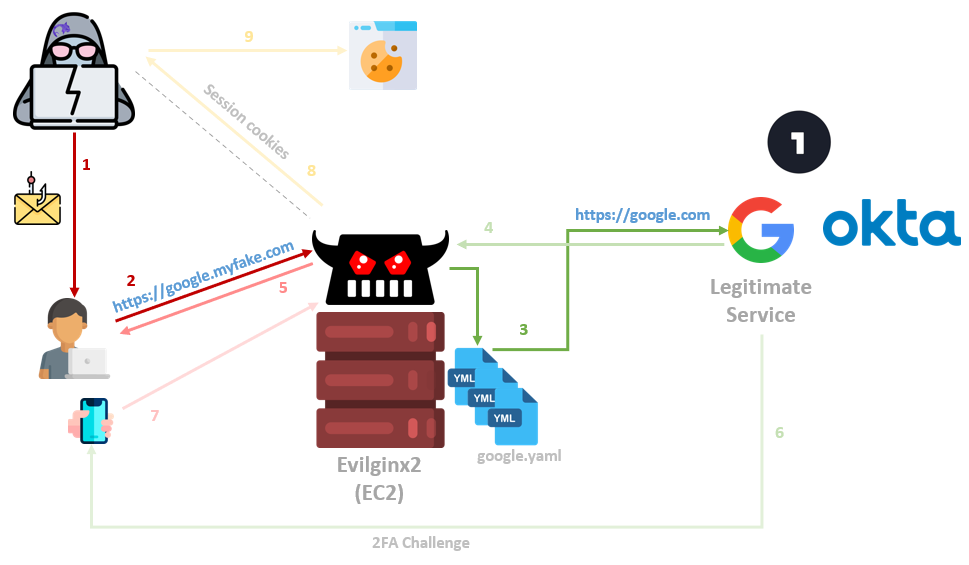 9
Session cookies
1
8
1
https://google.com
okta
4
2
https://google.myfake.com
5
Legitimate
Service
3
YML
YML
YML
7
6
google.yaml
Evilginx2
(EC2)
2FA Challenge